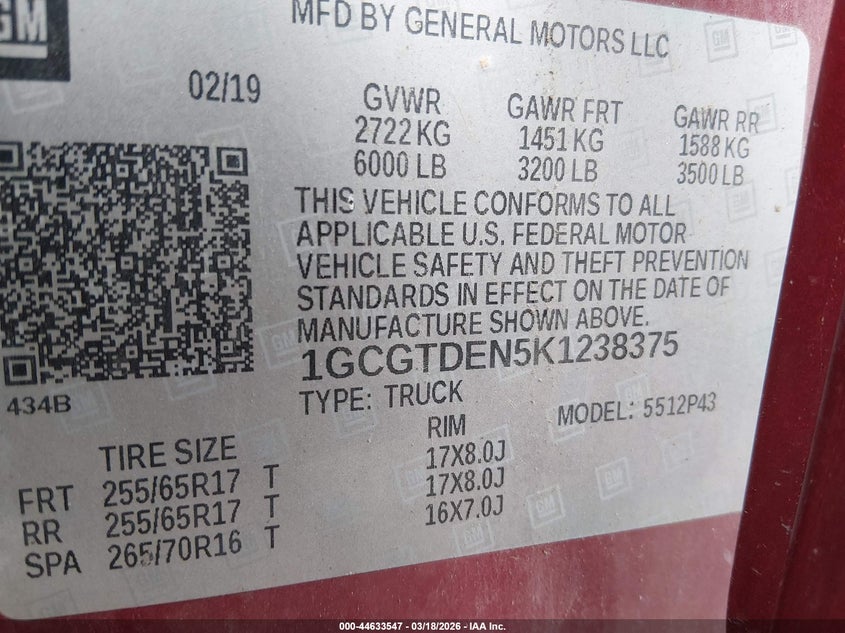 GM
MFD BY GENERAL MOTORS LLC
02/19
GVWR GAWR FRT GAWR RR
2722 KG 1451 KG 1588 KG
6000 LB 3200 LB 3500 LB
THIS VEHICLE CONFORMS TO ALL
APPLICABLE U.S. FEDERAL MOTOR
VEHICLE SAFETY AND THEFT PREVENTION
STANDARDS IN EFFECT ON THE DATE OF
MANUFACTURE SHOWN ABOVE.
1GCGTDEN5K1238375
434B
TYPE: TRUCK MODEL: 5512P43
TIRE SIZE RIM
FRT 255/65R17 T 17X8.0J
RR 255/65R17 T 17X8.0J
SPA 265/70R16 T 16X7.0J
000-44633547 — 03/18/2026 — IAA Inc.